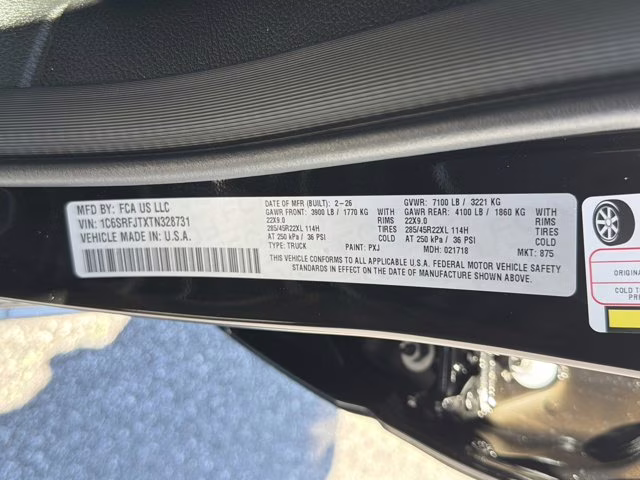 MFD BY: FCA US LLC
VIN: 1C6SRFJTXTN328731
VEHICLE MADE IN U.S.A.
DATE OF MFR (BUILT): 2-26
GAWR FRONT: 3900 LB / 1770 KG WITH
22X9.0 RIMS
285/45R22XL 114H TIRES
AT 250 kPa / 36 PSI
TYPE: TRUCK PAINT: PXJ
GVWR: 7100 LB / 3221 KG
GAWR REAR: 4100 LB / 1860 KG WITH
22X9.0 RIMS
285/45R22XL 114H TIRES
AT 250 kPa / 36 PSI
MDH: 021718 MKT: 875
THIS VEHICLE CONFORMS TO ALL APPLICABLE U.S.A. FEDERAL MOTOR VEHICLE SAFETY
STANDARDS IN EFFECT ON THE DATE OF MANUFACTURE SHOWN ABOVE.
ORIGINA
COLD T
PRE